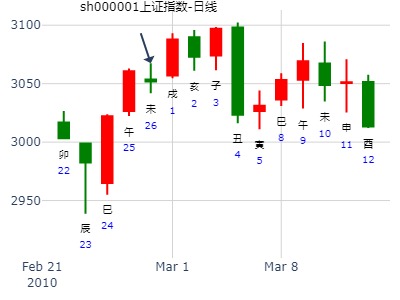 sh000001上证指数-日线
3100
3050
3000
2950
卯
22
辰
23
巳
24
午
25
未
26
戌
1
亥
2
子
3
丑
4
寅
5
巳
8
午
9
未
10
申
11
酉
12
Feb 21
2010
Mar 1
Mar 8